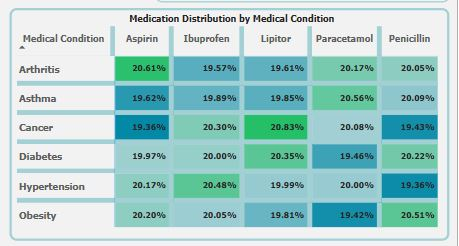 Medication Distribution by Medical Condition
Medical Condition Aspirin Ibuprofen Lipitor Paracetamol Penicillin
Arthritis 20.61% 19.57% 19.61% 20.17% 20.05%
Asthma 19.62% 19.89% 19.85% 20.56% 20.09%
Cancer 19.36% 20.30% 20.83% 20.08% 19.43%
Diabetes 19.97% 20.00% 20.35% 19.46% 20.22%
Hypertension 20.17% 20.48% 19.99% 20.00% 19.36%
Obesity 20.20% 20.05% 19.81% 19.42% 20.51%